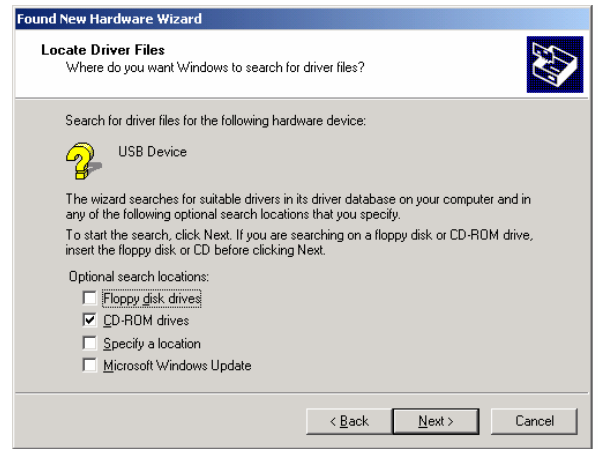 Found New Hardware Wizard
Locate Driver Files
Where do you want Windows to search for driver files?
Search for driver files for the following hardware device:
USB Device
The wizard searches for suitable drivers in its driver database on your computer and in
any of the following optional search locations that you specify.
To start the search, click Next. If you are searching on a floppy disk or CD-ROM drive,
insert the floppy disk or CD before clicking Next.
Optional search locations:
Floppy disk drives
CD-ROM drives
Specify a location
Microsoft Windows Update
< Back Next > Cancel